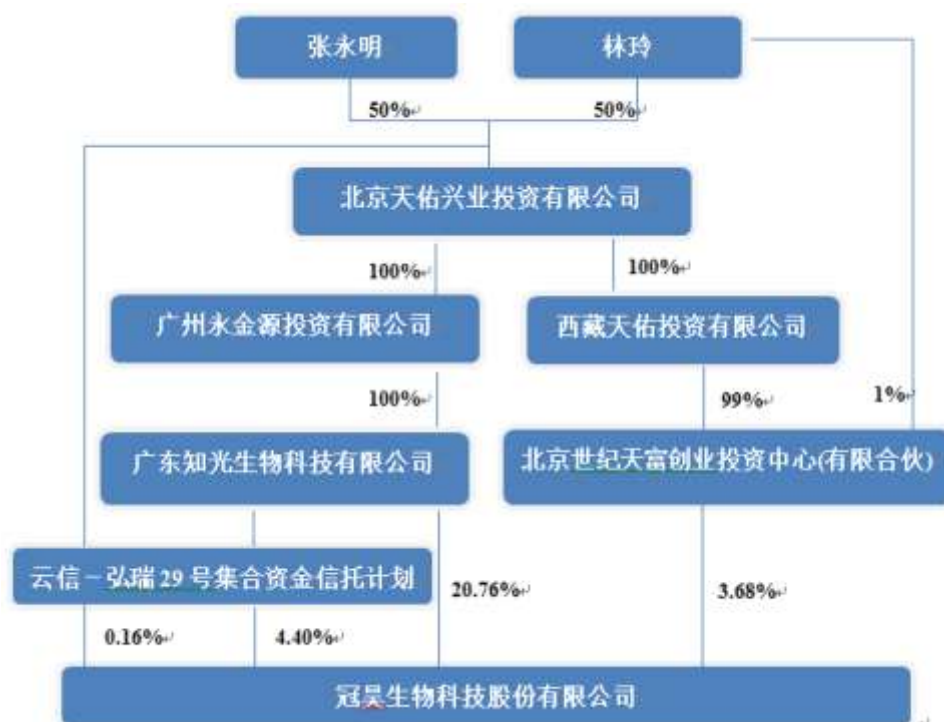 张永明
林玲
50%
50%
北京天佑兴业投资有限公司
100%
100%
广州永金源投资有限公司
西藏天佑投资有限公司
100%
99%
1%
广东知光生物科技有限公司
北京世纪天富创业投资中心(有限合伙)
云信－弘瑞29号集合资金信托计划
20.76%
3.68%
0.16%
4.40%
冠昊生物科技股份有限公司